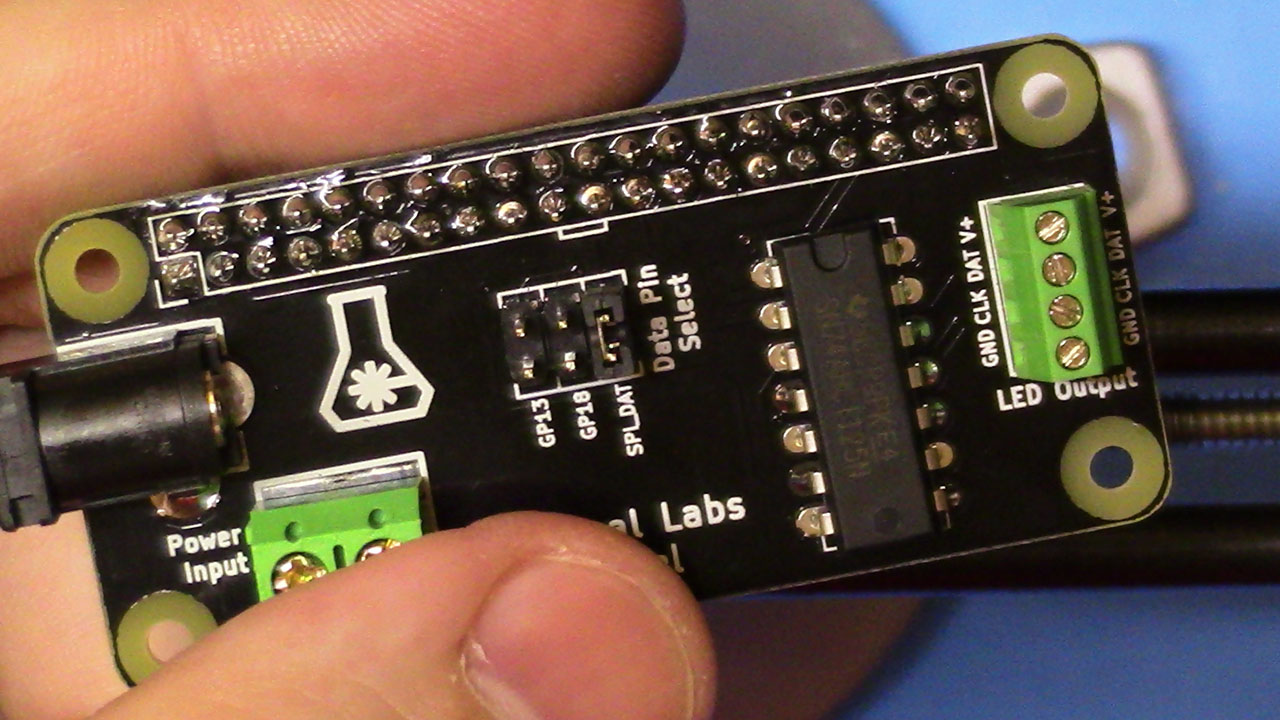 Data Pin
Select
GP13
GP18
SPI_DAT
GND CLK DAT V+
GND CLK DAT V+
LED Output
Power
Input
Labs